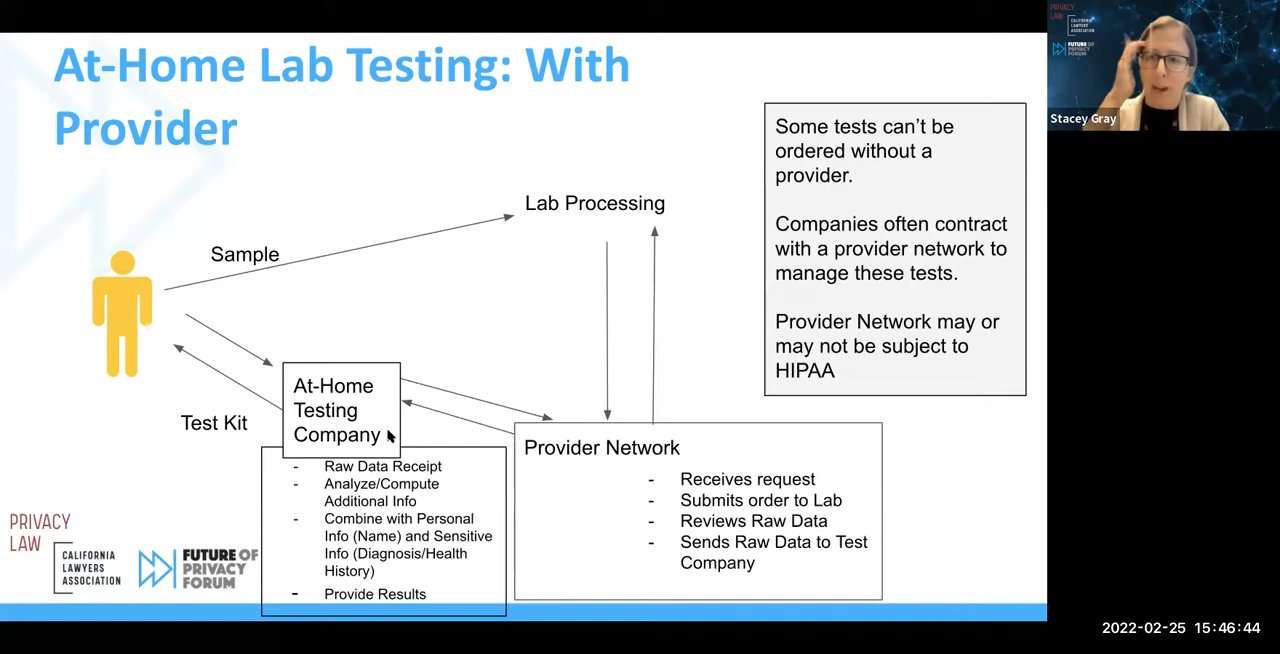 At-Home Lab Testing: With
Provider
Some tests can’t be
ordered without a
provider.
Companies often contract
with a provider network to
manage these tests.
Provider Network may or
may not be subject to
HIPAA
Lab Processing
Sample
Test Kit
At-Home
Testing
Company
- Raw Data Receipt
- Analyze/Compute
Additional Info
- Combine with Personal
Info (Name) and Sensitive
Info (Diagnosis/Health
History)
- Provide Results
Provider Network
- Receives request
- Submits order to Lab
- Reviews Raw Data
- Sends Raw Data to Test
Company
PRIVACY
LAW
CALIFORNIA
LAWYERS
ASSOCIATION
FUTURE OF
PRIVACY
FORUM
PRIVACY
LAW
CALIFORNIA
LAWYERS
ASSOCIATION
FUTURE OF
PRIVACY
FORUM
Stacey Gray
2022-02-25 15:46:44